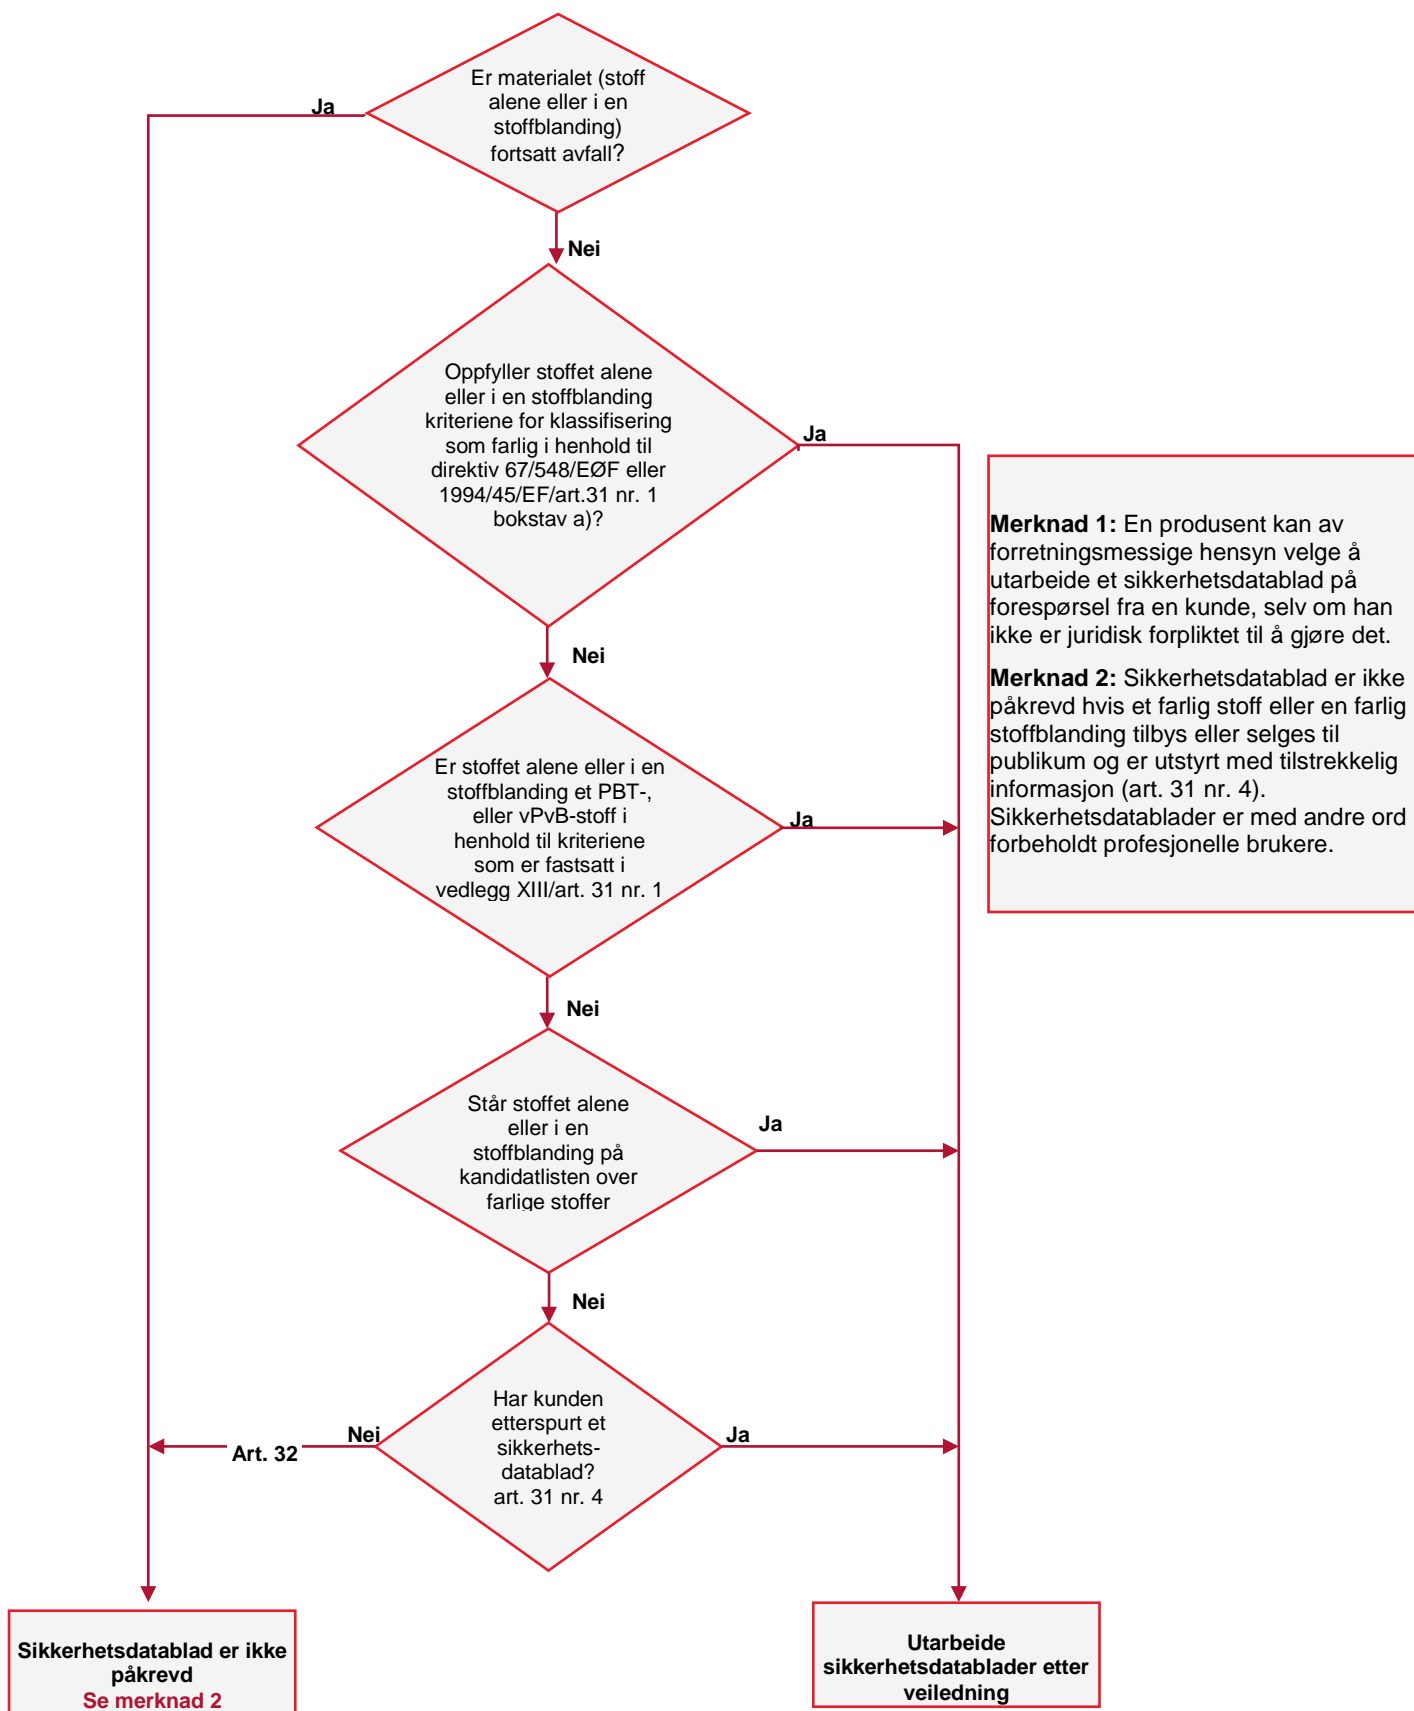 Er materialet (stoff
alene eller i en
stoffblanding)
fortsatt avfall?
Ja
Nei
Oppfyller stoffet alene
eller i en stoffblanding
kriteriene for klassifisering
som farlig i henhold til
direktiv 67/548/EØF eller
1994/45/EF/art.31 nr. 1
bokstav a)?
Ja
Nei
Merknad 1: En produsent kan av
forretningsmessige hensyn velge å
utarbeide et sikkerhetsdatablad på
forespørsel fra en kunde, selv om han
ikke er juridisk forpliktet til å gjøre det.
Merknad 2: Sikkerhetsdatablad er ikke
påkrevd hvis et farlig stoff eller en farlig
stoffblanding tilbys eller selges til
publikum og er utstyrt med tilstrekkelig
informasjon (art. 31 nr. 4).
Sikkerhetsdatablader er med andre ord
forbeholdt profesjonelle brukere.
Er stoffet alene eller i en
stoffblanding et PBT-,
eller vPvB-stoff i
henhold til kriteriene
som er fastsatt i
vedlegg XIII/art. 31 nr. 1
Ja
Nei
Står stoffet alene
eller i en
stoffblanding på
kandidatlisten over
farlige stoffer
Ja
Nei
Har kunden
etterspurt et
sikkerhets-
datablad?
art. 31 nr. 4
Nei
Art. 32
Ja
Sikkerhetsdatablad er ikke
påkrevd
Se merknad 2
Utarbeide
sikkerhetsdatablader etter
veiledning